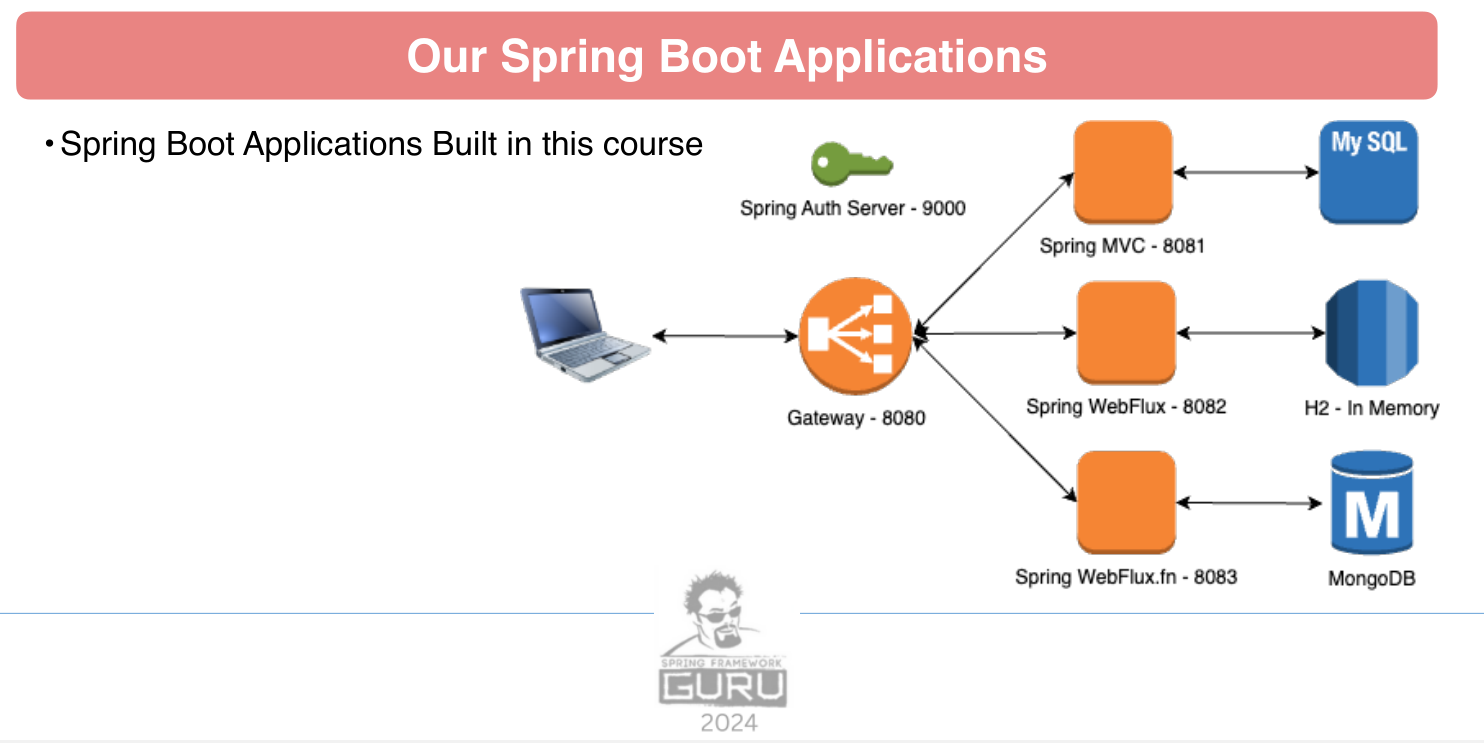 Our Spring Boot Applications
• Spring Boot Applications Built in this course
Spring Auth Server - 9000
Gateway - 8080
Spring MVC - 8081
My SQL
Spring WebFlux - 8082
H2 - In Memory
Spring WebFlux.fn - 8083
M
MongoDB
SPRING FRAMEWORK
GURU
2024